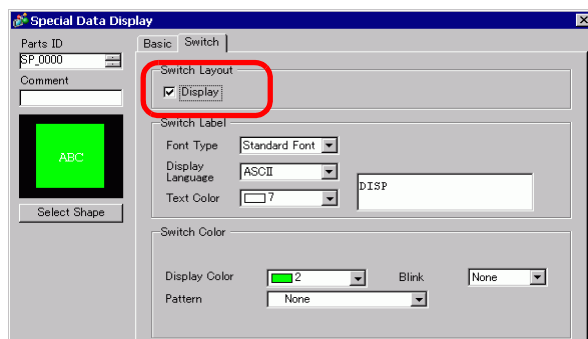 Special Data Display
Parts ID
SP_0000
Comment
ABC
Select Shape
Basic Switch
Switch Layout
Display
Switch Label
Font Type Standard Font
Display Language ASCII
Text Color 7
DISP
Switch Color
Display Color 2 Blink None
Pattern None